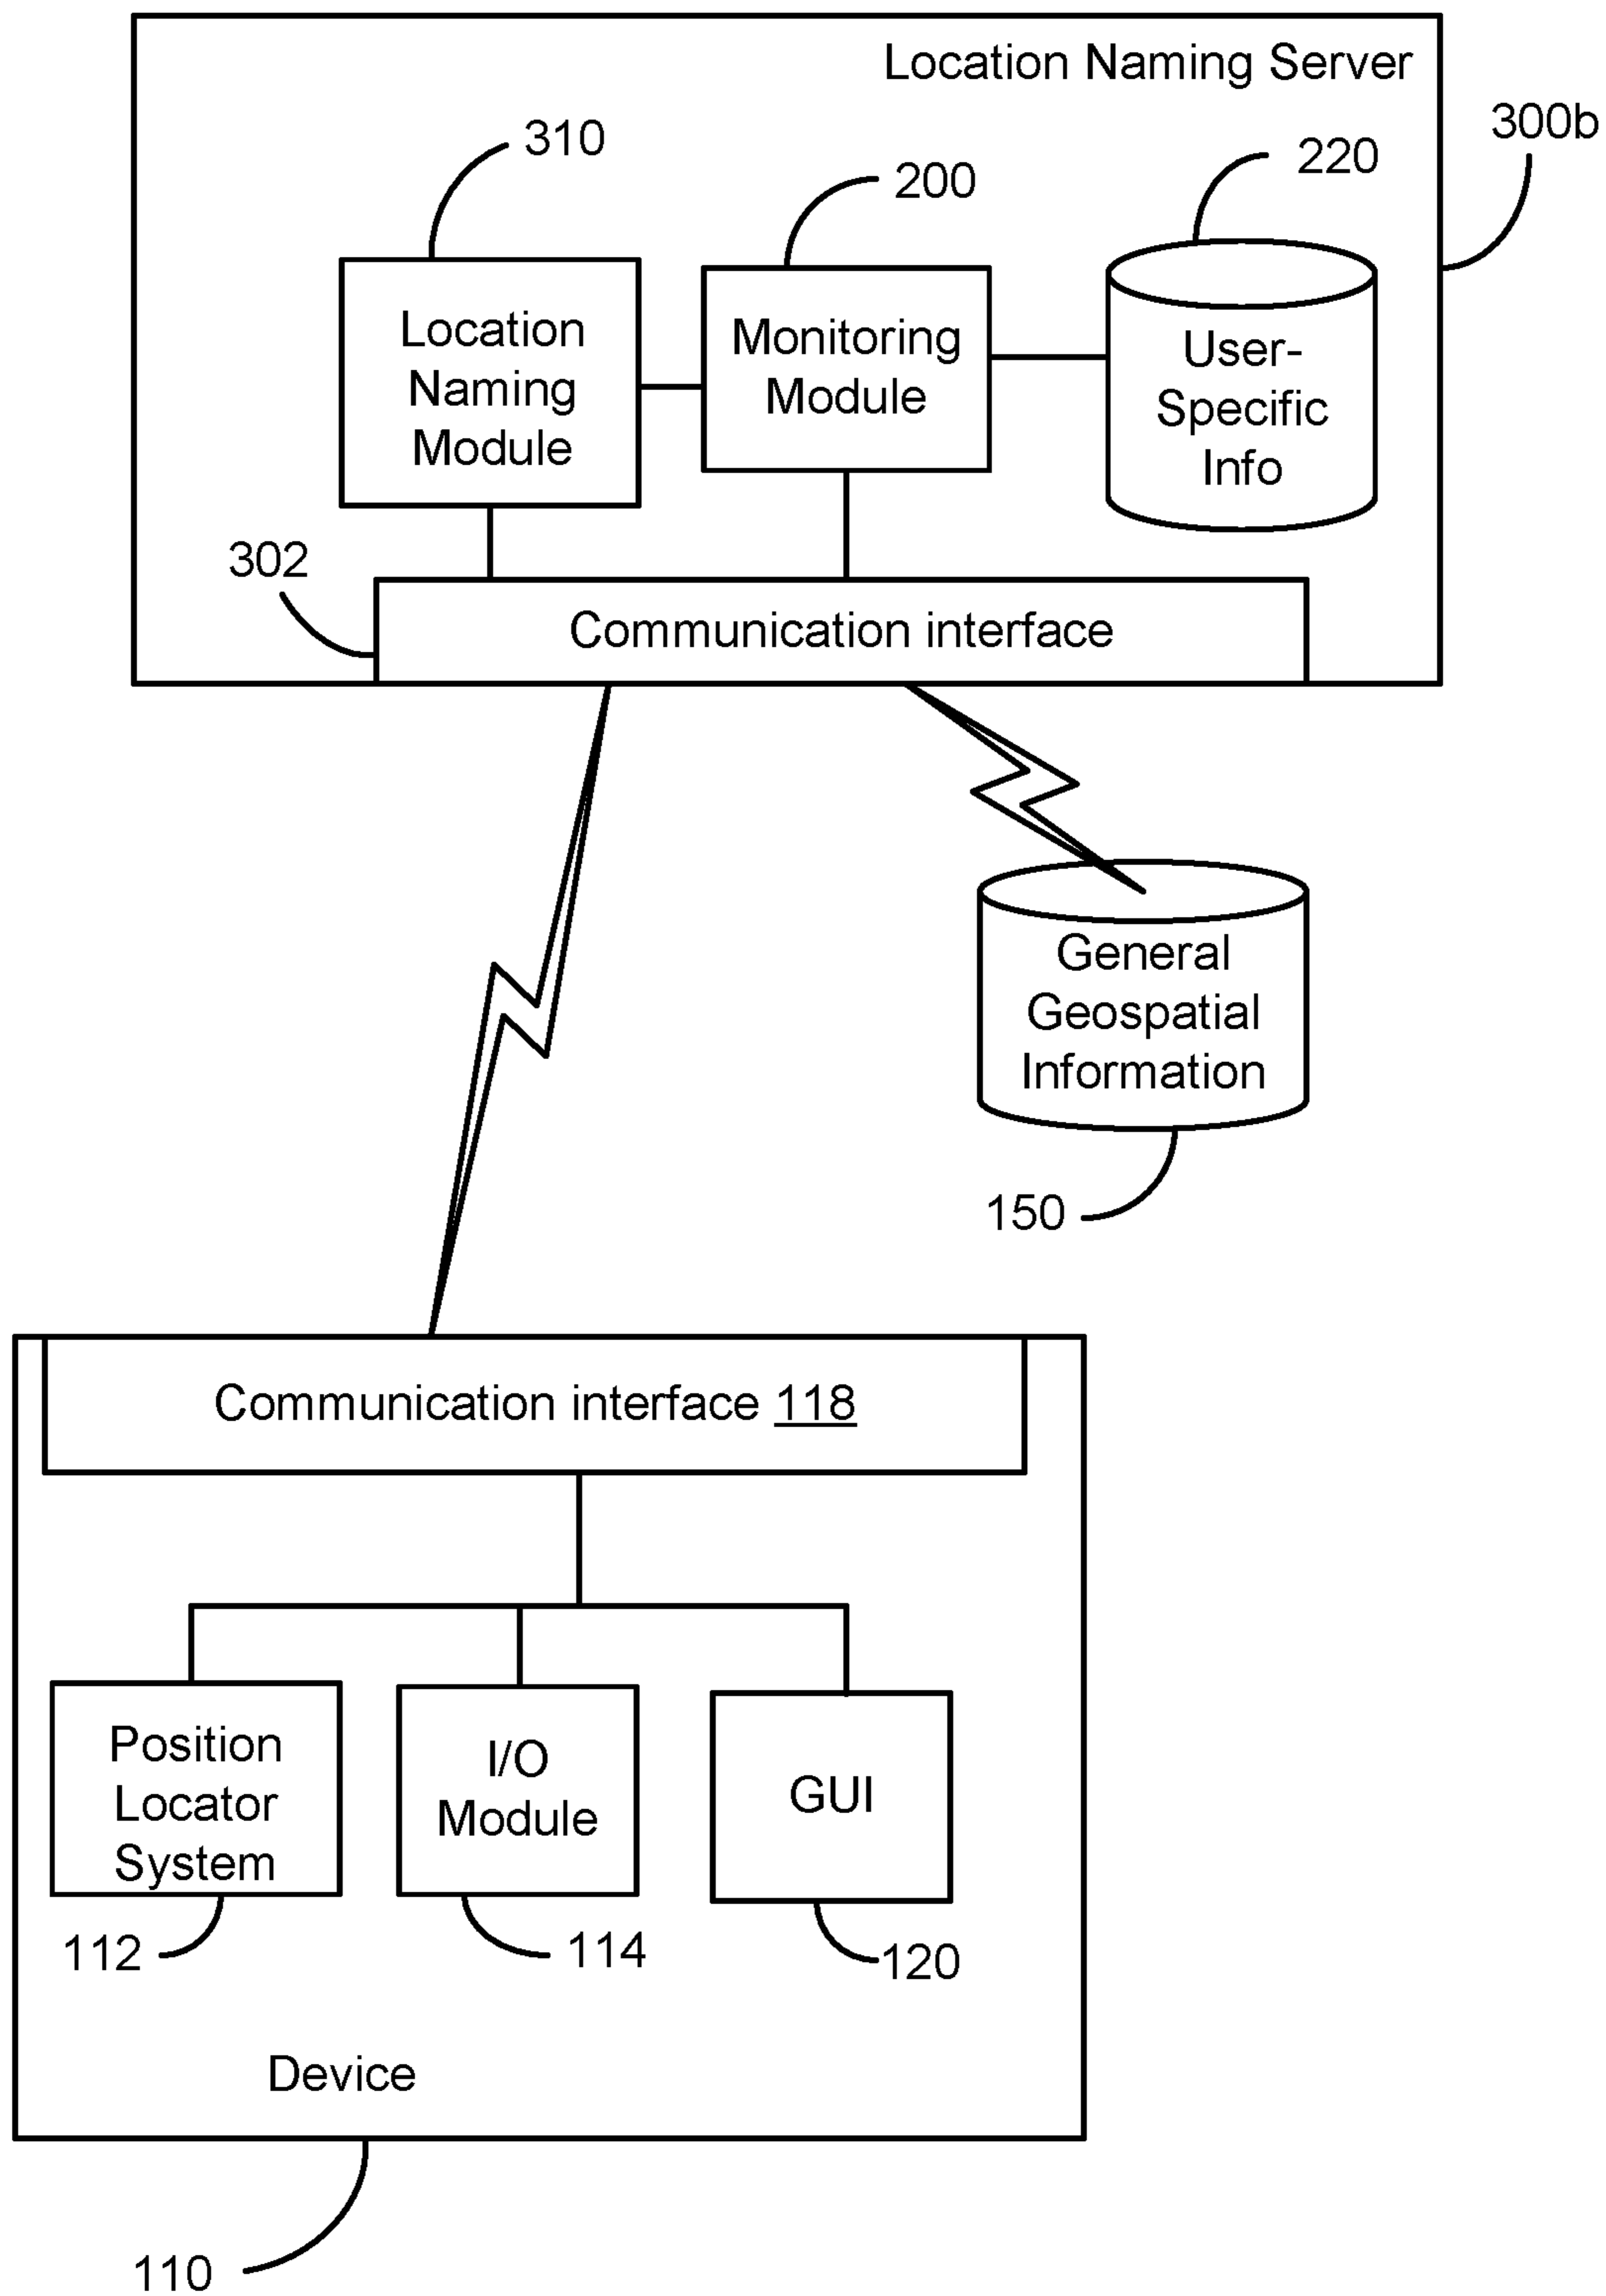 Location Naming Server
300b
310
200
220
Location
Naming
Module
Monitoring
Module
User-
Specific
Info
302
Communication interface
General
Geospatial
Information
150
Communication interface 118
Position
Locator
System
I/O
Module
GUI
112
114
120
Device
110